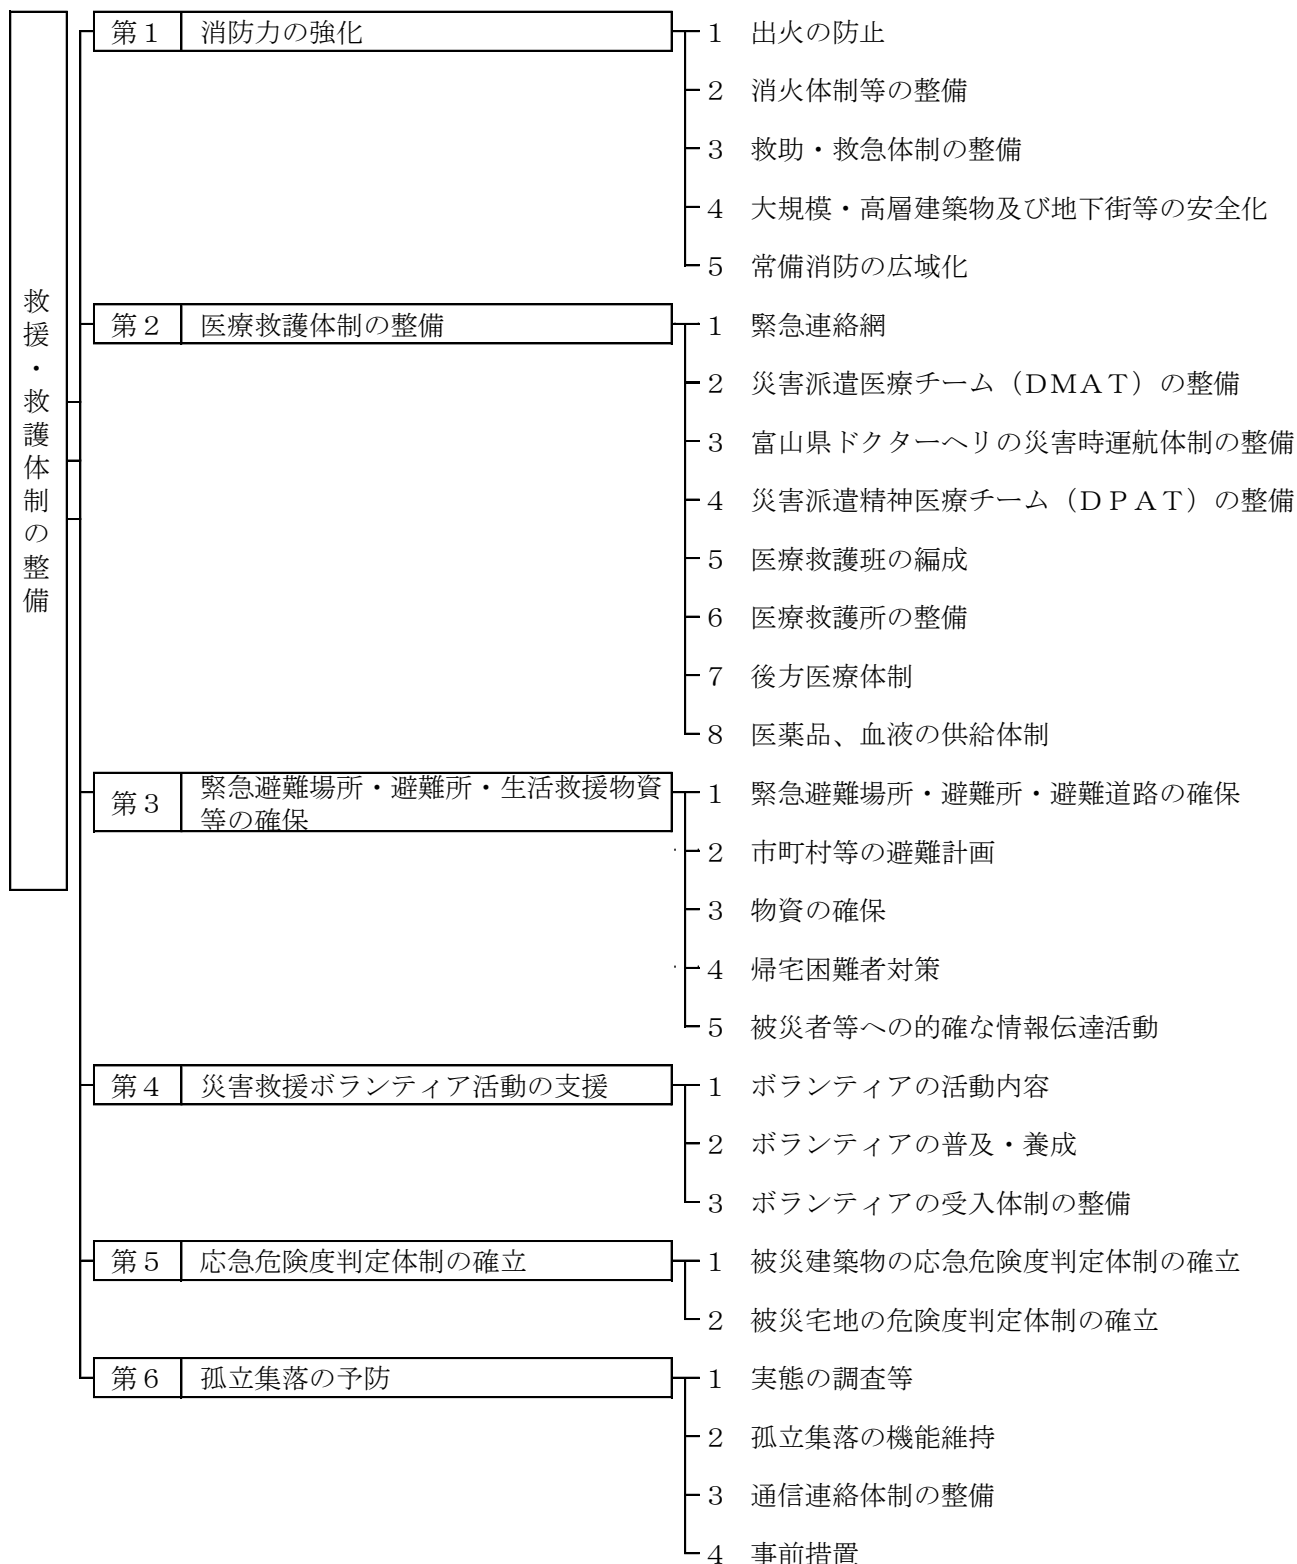 救援・救護体制の整備
第１ 消防力の強化
１ 出火の防止
２ 消火体制等の整備
３ 救助・救急体制の整備
４ 大規模・高層建築物及び地下街等の安全化
５ 常備消防の広域化
第２ 医療救護体制の整備
１ 緊急連絡網
２ 災害派遣医療チーム（ＤＭＡＴ）の整備
３ 富山県ドクターヘリの災害時運航体制の整備
４ 災害派遣精神医療チーム（ＤＰＡＴ）の整備
５ 医療救護班の編成
６ 医療救護所の整備
７ 後方医療体制
８ 医薬品、血液の供給体制
第３ 緊急避難場所・避難所・生活救援物資
等の確保
１ 緊急避難場所・避難所・避難道路の確保
２ 市町村等の避難計画
３ 物資の確保
４ 帰宅困難者対策
５ 被災者等への的確な情報伝達活動
第４ 災害救援ボランティア活動の支援
１ ボランティアの活動内容
２ ボランティアの普及・養成
３ ボランティアの受入体制の整備
第５ 応急危険度判定体制の確立
１ 被災建築物の応急危険度判定体制の確立
２ 被災宅地の危険度判定体制の確立
第６ 孤立集落の予防
１ 実態の調査等
２ 孤立集落の機能維持
３ 通信連絡体制の整備
４ 事前措置